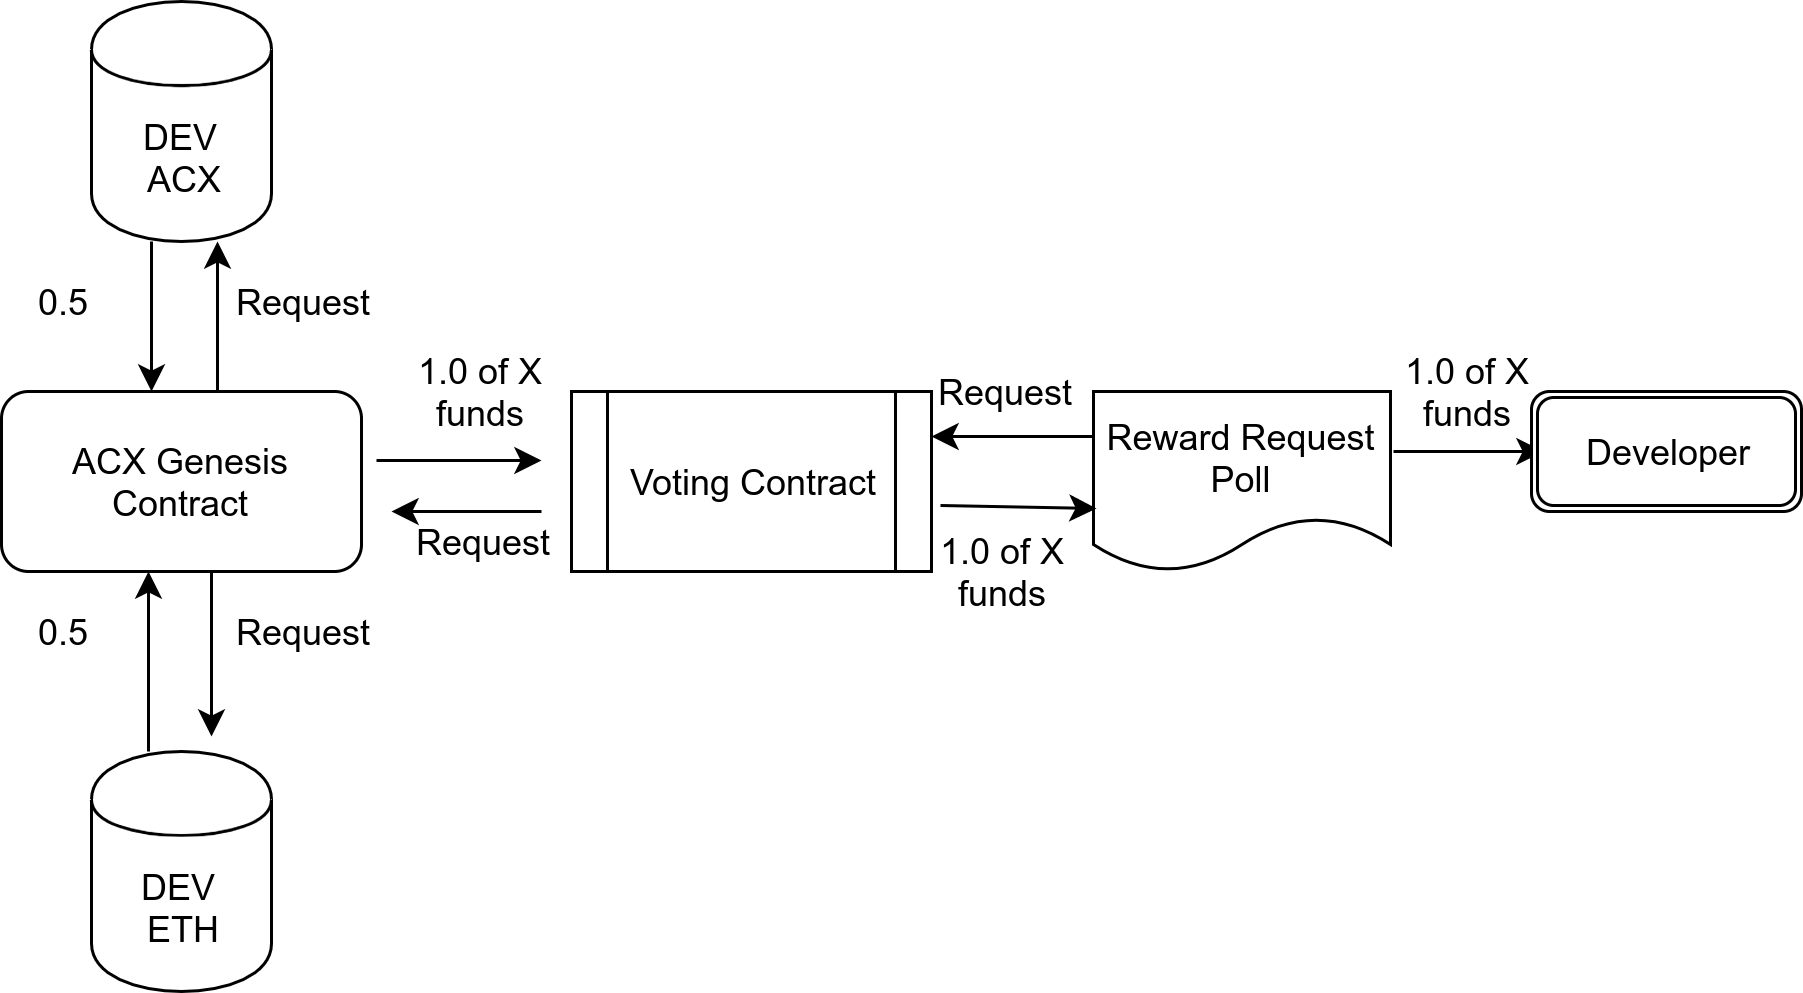 DEV
ACX
0.5
Request
ACX Genesis
Contract
1.0 of X
funds
Request
Voting Contract
Request
1.0 of X
funds
Reward Request
Poll
1.0 of X
funds
Developer
0.5
Request
DEV
ETH